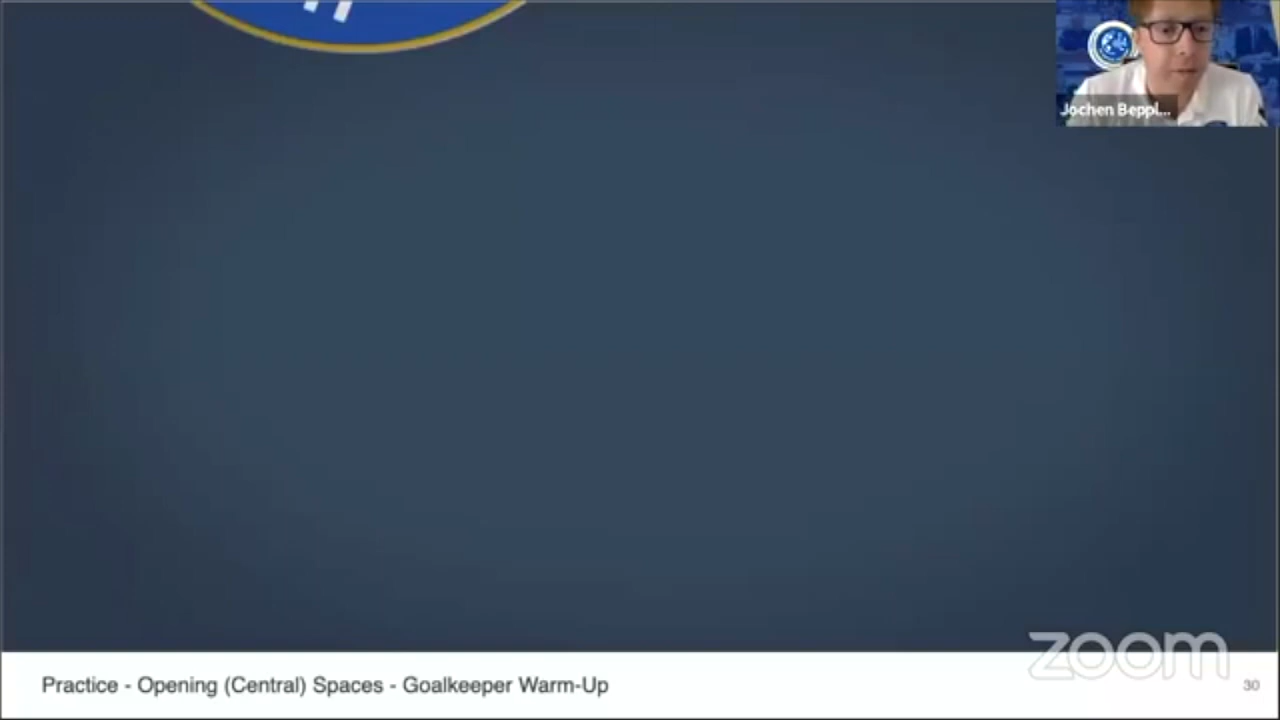 Jochen Beppl...
zoom
Practice - Opening (Central) Spaces - Goalkeeper Warm-Up
30